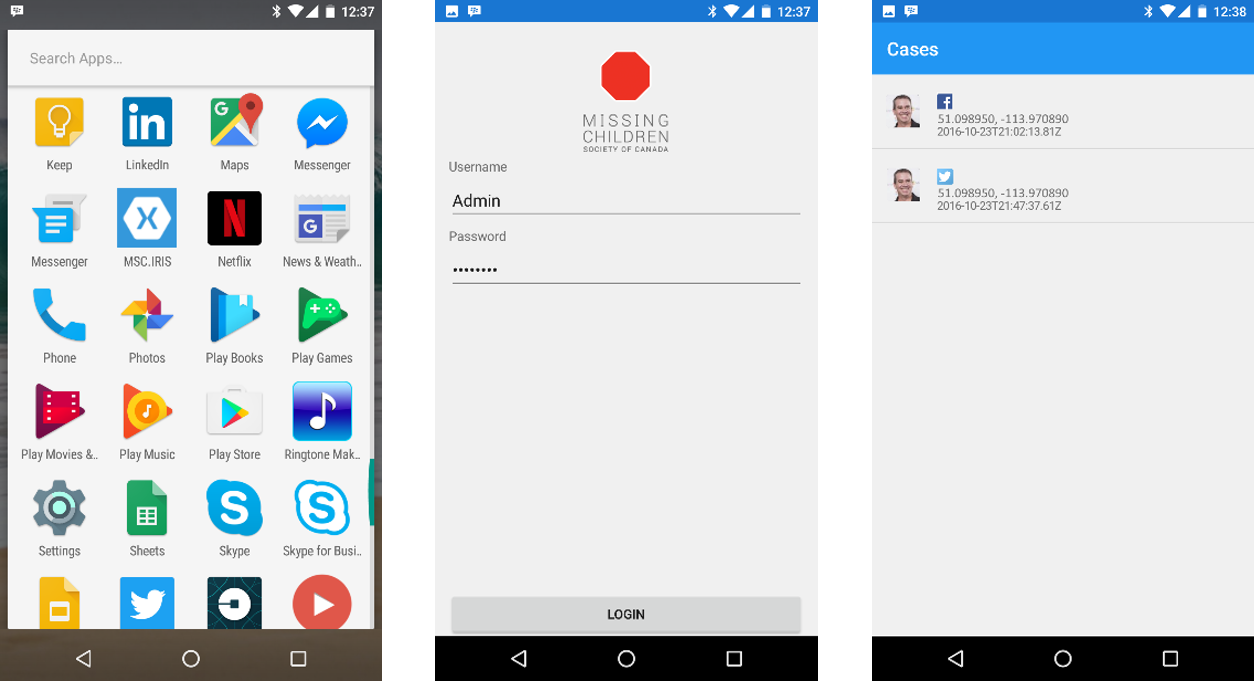 12:37
Search Apps...
Keep
LinkedIn
Maps
Messenger
Messenger
MSC.IRIS
Netflix
News & Weath..
Phone
Photos
Play Books
Play Games
Play Movies &..
Play Music
Play Store
Ringtone Mak..
Settings
Sheets
Skype
Skype for Busi..
12:37
MISSING
CHILDREN
SOCIETY OF CANADA
Username
Admin
Password
••••••••
LOGIN
12:38
Cases
51.098950, -113.970890
2016-10-23T21:02:13.81Z
51.098950, -113.970890
2016-10-23T21:47:37.61Z